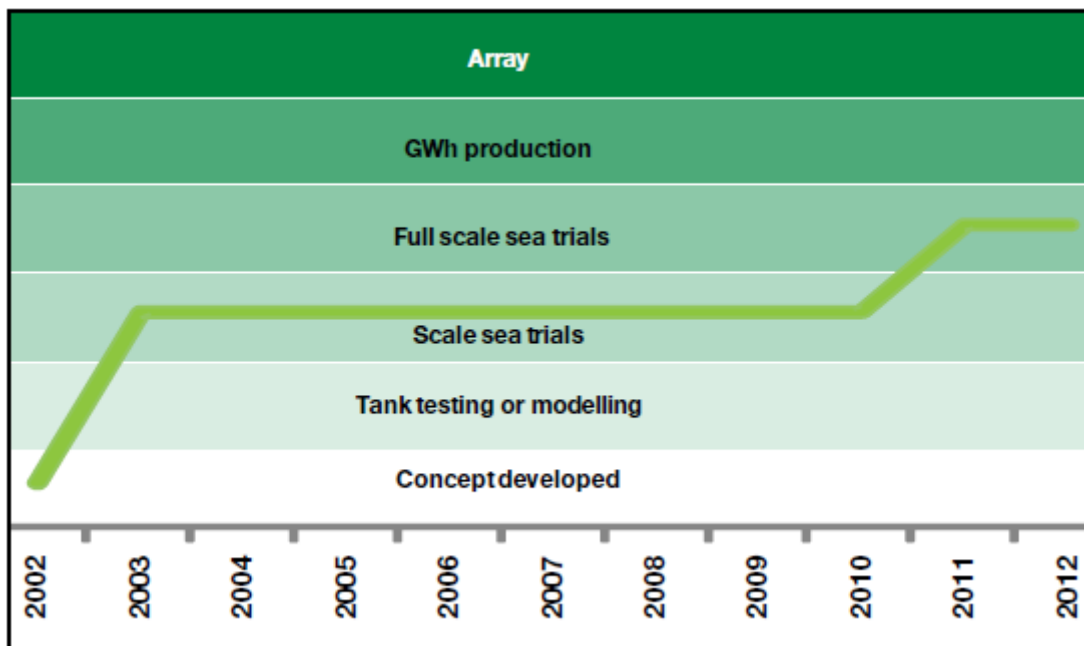 Array
GWh production
Full scale sea trials
Scale sea trials
Tank testing or modelling
Concept developed
2002
2003
2004
2005
2006
2007
2008
2009
2010
2011
2012